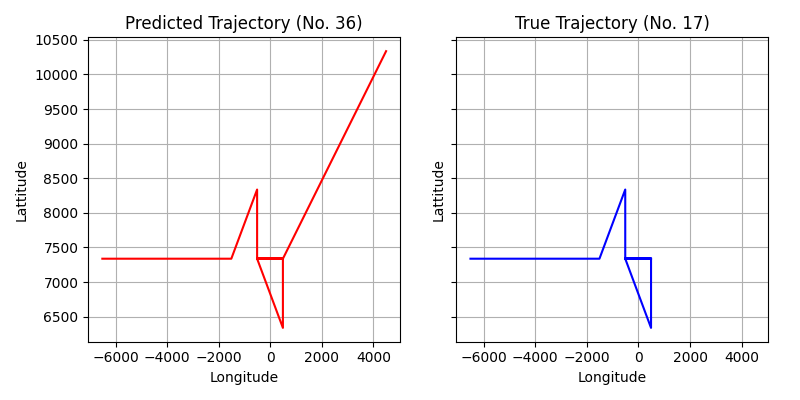 Predicted Trajectory (No. 36)
True Trajectory (No. 17)
10500
10000
9500
9000
8500
8000
7500
7000
6500
Lattitude
Lattitude
−6000 −4000 −2000 0 2000 4000
−6000 −4000 −2000 0 2000 4000
Longitude
Longitude